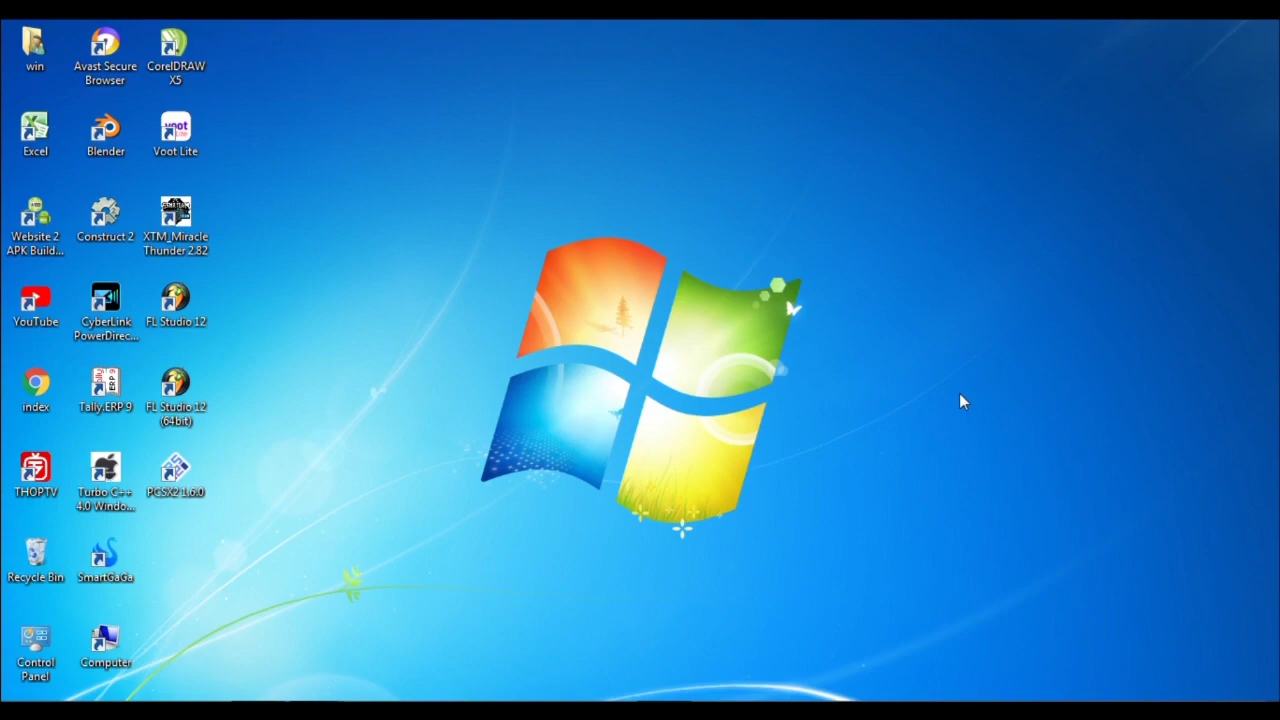 win
Avast Secure
Browser
CorelDRAW
X5
Excel
Blender
voot
Voot Lite
Website 2
APK Build...
Construct 2
XTM_Miracle
Thunder 2.82
YouTube
CyberLink
PowerDirec...
FL Studio 12
index
Tally.ERP 9
FL Studio 12
(64bit)
THOPTV
Turbo C++
4.0 Windo...
PCSX2 1.6.0
Recycle Bin
SmartGaGa
Control
Panel
Computer